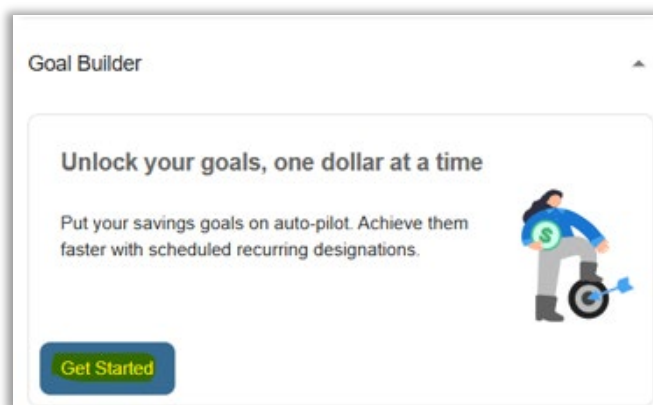 Goal Builder
Unlock your goals, one dollar at a time
Put your savings goals on auto-pilot. Achieve them
faster with scheduled recurring designations.
$
Get Started